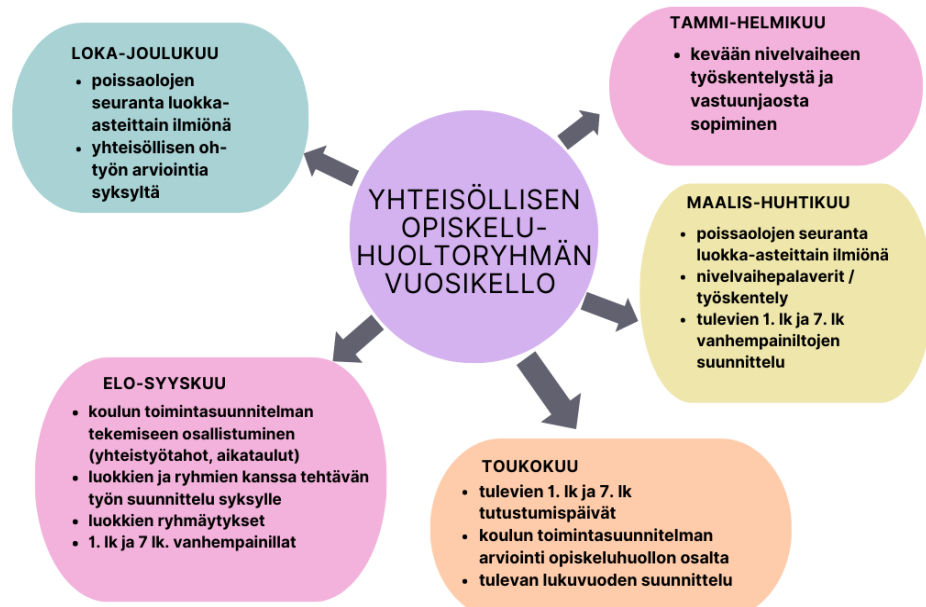 YHTEISÖLLISEN
OPISKELU-
HUOLTORYHMÄN
VUOSIKELLO
TAMMI-HELMIKUU
• kevään nivelvaiheen
työskentelystä ja
vastuunjaosta
sopiminen
MAALIS-HUHTIKUU
• poissaolojen seuranta
luokka-asteittain ilmiönä
• nivelvaihepalaverit /
työskentely
• tulevien 1. lk ja 7. lk
vanhempainiltojen
suunnittelu
TOUKOKUU
• tulevien 1. lk ja 7. lk
tutustumispäivät
• koulun toimintasuunnitelman
arviointi opiskeluhuollon osalta
• tulevan lukuvuoden suunnittelu
ELO-SYYSKUU
• koulun toimintasuunnitelman
tekemiseen osallistuminen
(yhteistyötahot, aikataulut)
• luokkien ja ryhmien kanssa tehtävän
työn suunnittelu syksylle
• luokkien ryhmäytykset
• 1. lk ja 7 lk. vanhempainillat
LOKA-JOULUKUU
• poissaolojen
seuranta luokka-
asteittain ilmiönä
• yhteisöllisen oh-
työn arviointia
syksyltä